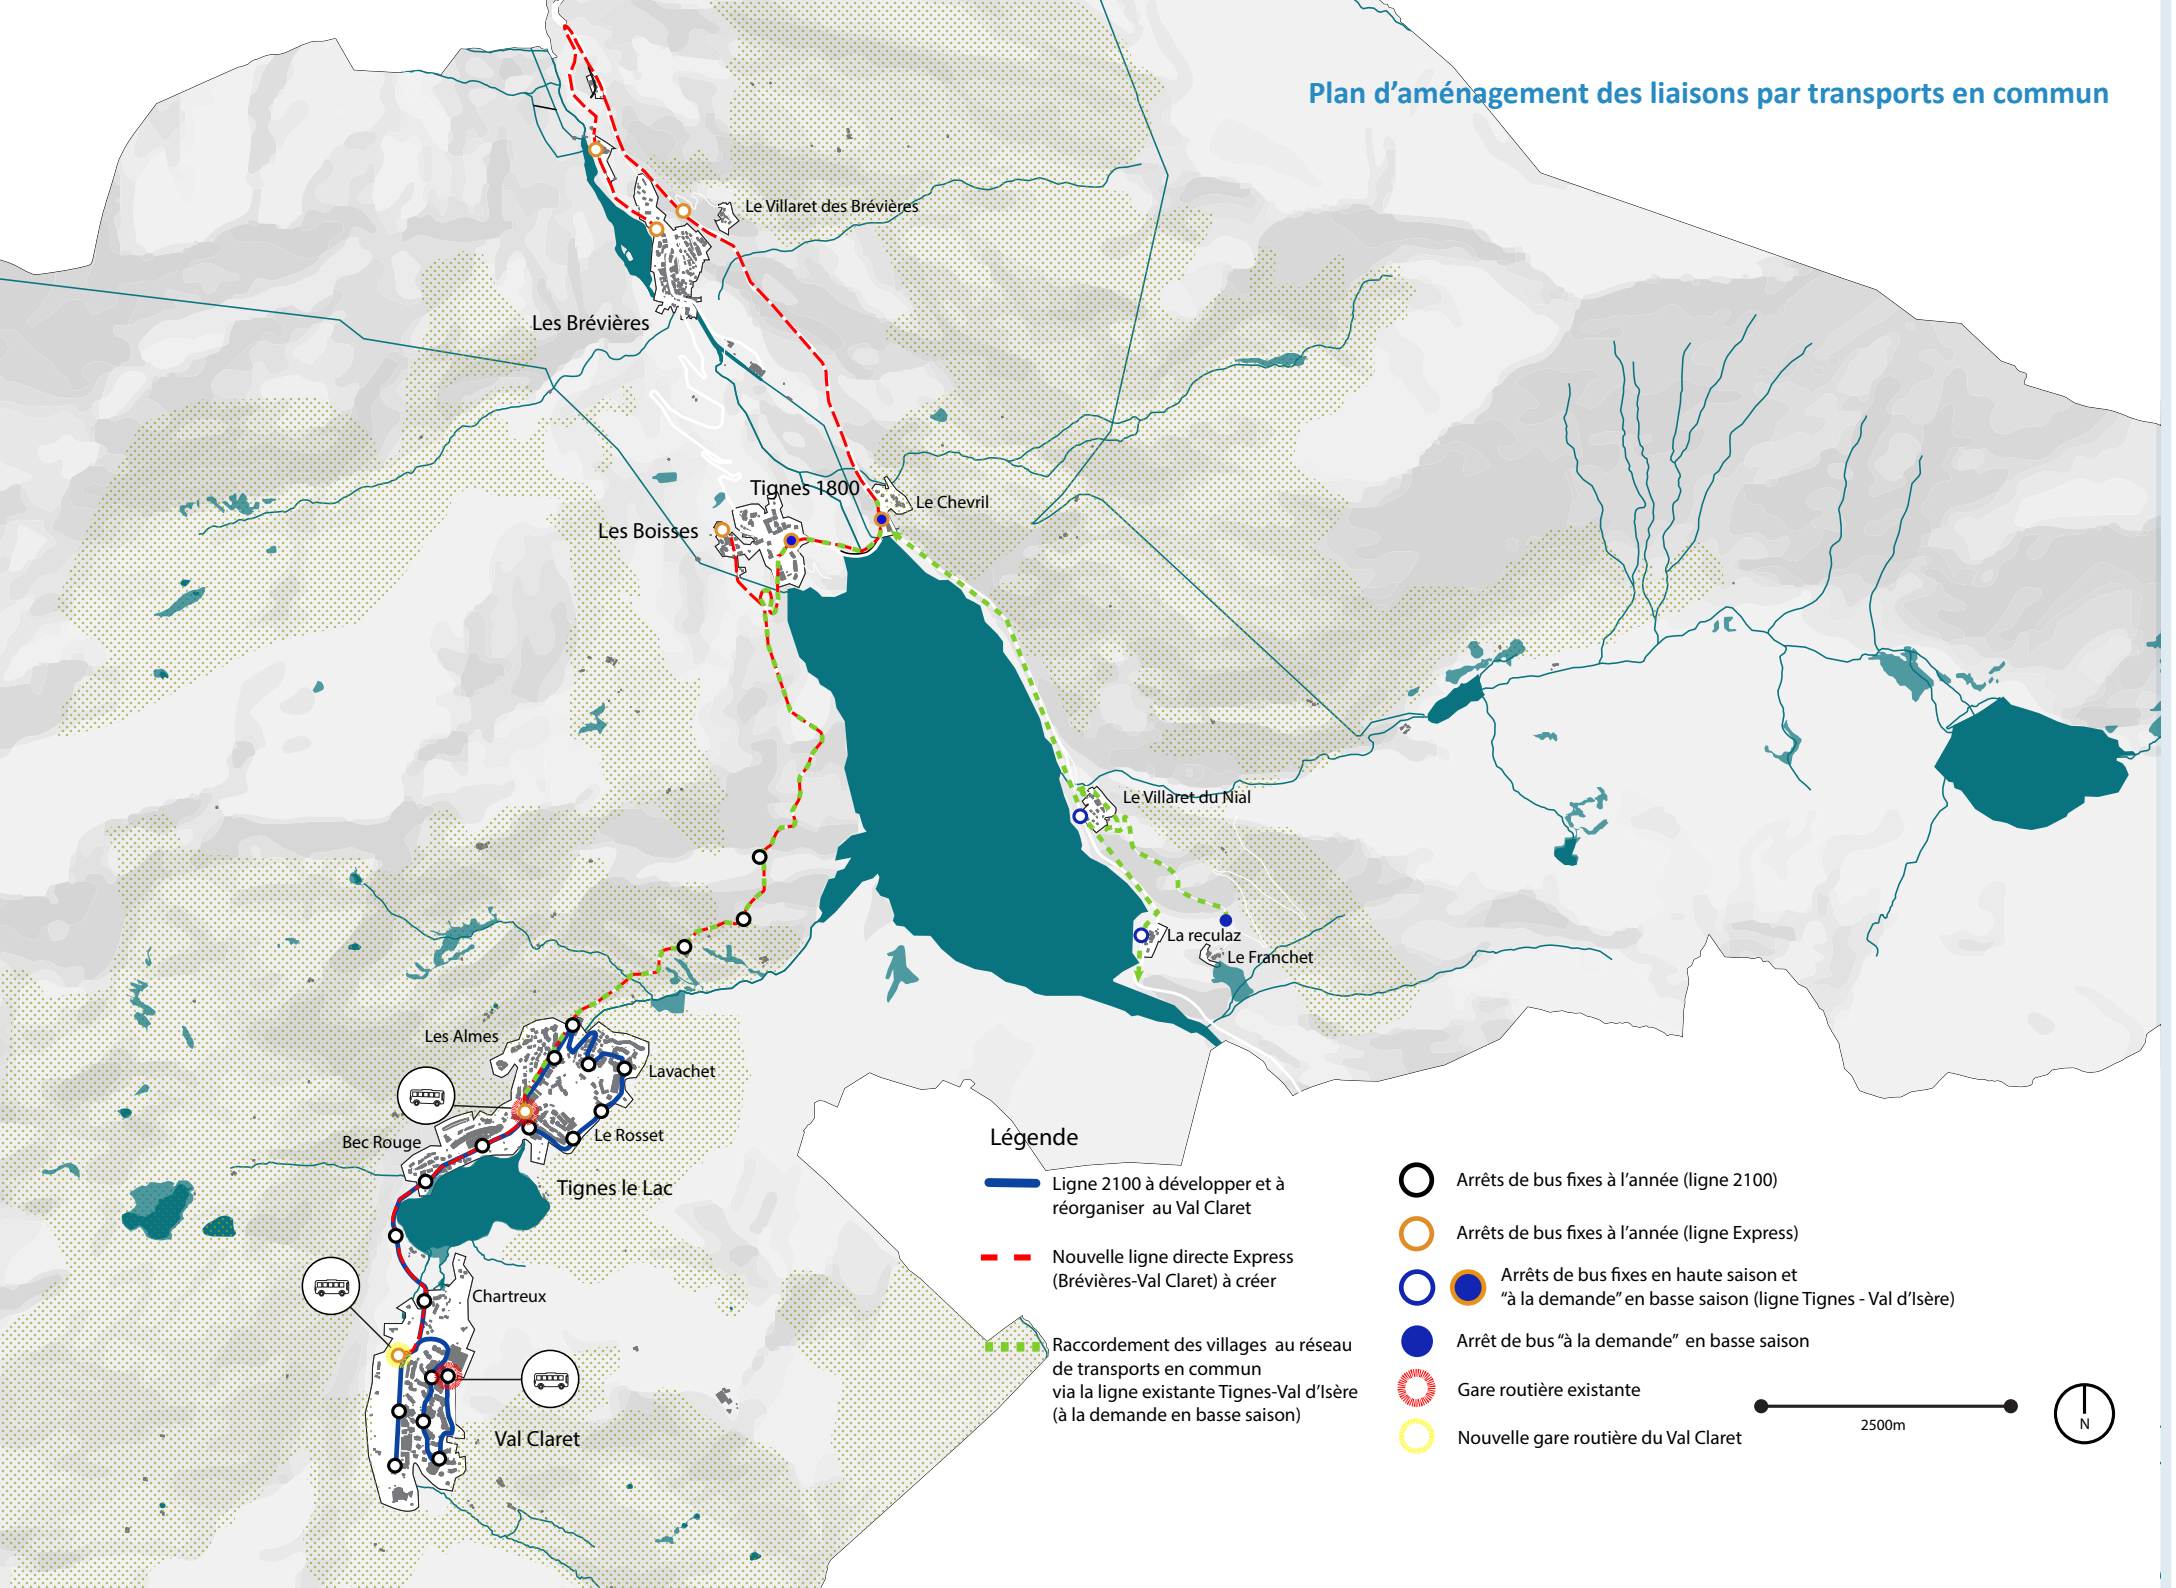 Plan d’aménagement des liaisons par transports en commun
Le Villaret des Brévières
Les Brévières
Tignes 1800
Le Chevril
Les Boisses
Le Villaret du Nial
La reculaz
Le Franchet
Les Almes
Lavachet
Bec Rouge
Le Rosset
Tignes le Lac
Chartreux
Val Claret
Légende
Ligne 2100 à développer et à
réorganiser au Val Claret
Nouvelle ligne directe Express
(Brévières-Val Claret) à créer
Raccordement des villages au réseau
de transports en commun
via la ligne existante Tignes-Val d’Isère
(à la demande en basse saison)
Arrêts de bus fixes à l’année (ligne 2100)
Arrêts de bus fixes à l’année (ligne Express)
Arrêts de bus fixes en haute saison et
“à la demande” en basse saison (ligne Tignes - Val d’Isère)
Arrêt de bus “à la demande” en basse saison
Gare routière existante
Nouvelle gare routière du Val Claret
2500m
N